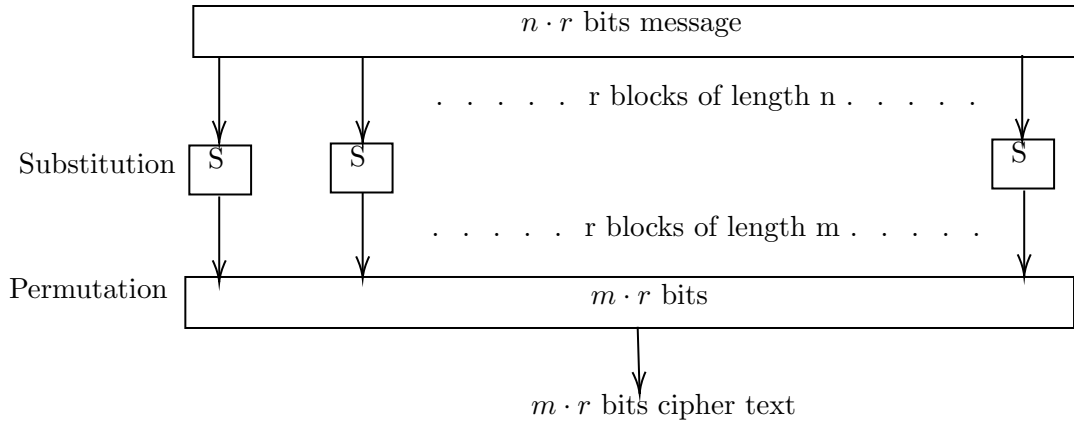 n · r bits message
. . . . . r blocks of length n . . . . .
Substitution
S
S
S
. . . . . r blocks of length m . . . . .
Permutation
m · r bits
m · r bits cipher text